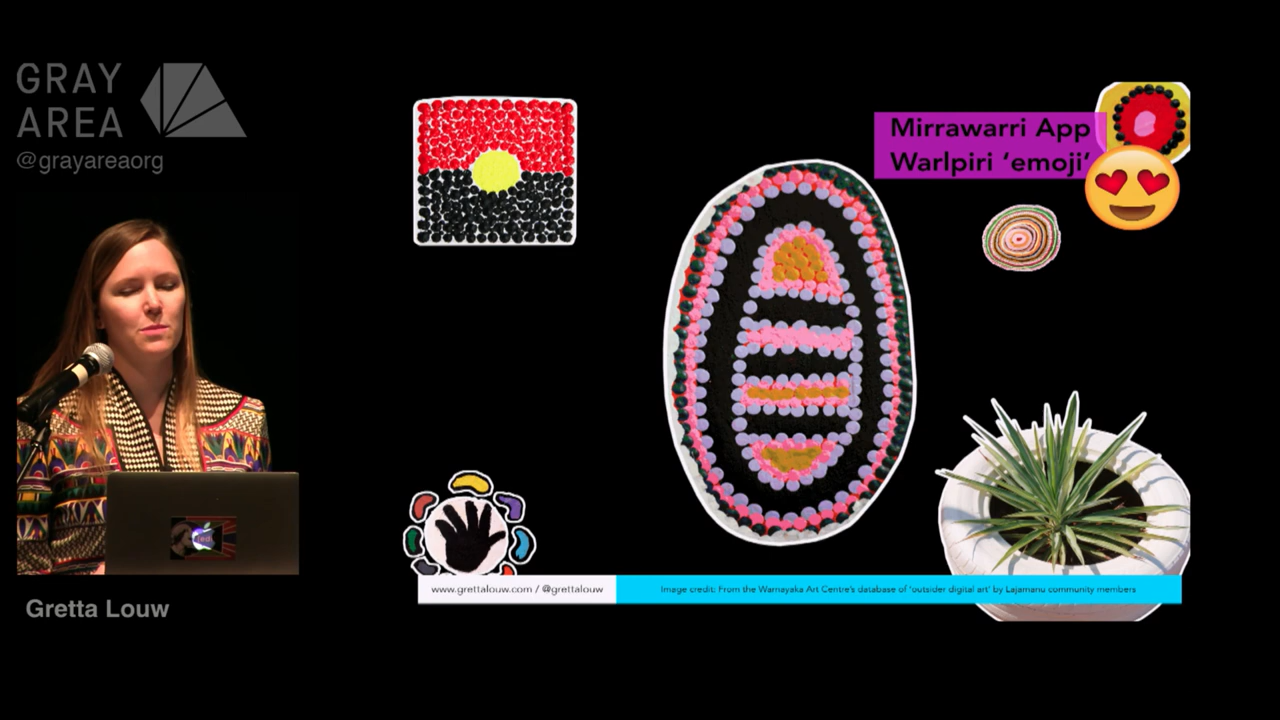 GRAY
AREA
@grayareaorg
Mirrawarri App
Warlpiri ‘emoji’
www.grettalouw.com / @grettalouw
Image credit: From the Warnayaka Art Centre's database of 'outsider digital art' by Lajamanu community members
Gretta Louw